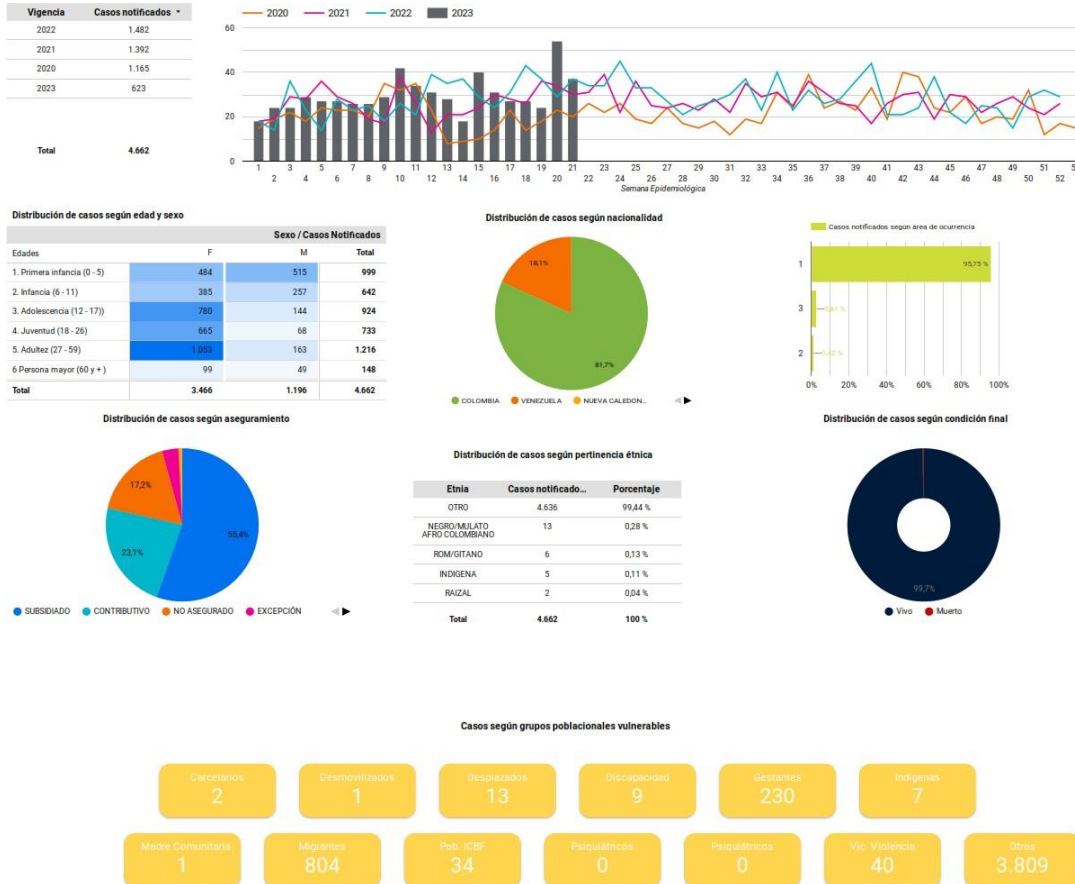 Vigencia Casos notificados
2022 1.482
2021 1.392
2020 1.165
2023 623
Total 4.662
2020 2021 2022 2023
60
40
20
0
1 3 5 7 9 11 13 15 17 19 21 23 25 27 29 31 33 35 37 39 41 43 45 47 49 51
2 4 6 8 10 12 14 16 18 20 22 24 26 28 30 32 34 36 38 40 42 44 46 48 50 52
Semana Epidemiológica
Distribución de casos según edad y sexo
Sexo / Casos Notificados
Edades F M Total
1. Primera infancia (0 - 5) 484 515 999
2. Infancia (6 - 11) 385 257 642
3. Adolescencia (12 - 17)) 780 144 924
4. Juventud (18 - 26) 665 68 733
5. Adultez (27 - 59) 1.053 163 1.216
6 Persona mayor (60 y + ) 99 49 148
Total 3.466 1.196 4.662
Distribución de casos según nacionalidad
18,1%
81,7%
COLOMBIA VENEZUELA NUEVA CALEDON...
Casos notificados según área de ocurrencia
1 95,75 %
3
2
0% 20% 40% 60% 80% 100%
Distribución de casos según aseguramiento
17,2%
55,4%
23,1%
SUBSIDIADO CONTRIBUTIVO NO ASEGURADO EXCEPCIÓN
Distribución de casos según pertinencia étnica
Etnia Casos notificado... Porcentaje
OTRO 4.636 99,44 %
NEGRO/MULATO
AFRO COLOMBIANO 13 0,28 %
ROM/GITANO 6 0,13 %
INDIGENA 5 0,11 %
RAIZAL 2 0,04 %
Total 4.662 100 %
Distribución de casos según condición final
99,7%
Vivo Muerto
Casos según grupos poblacionales vulnerables
Carcelarios Desmovilizados Desplazados Discapacidad Gestantes Indígenas
2 1 13 9 230 7
Madre Comunitaria Migrantes Pob. ICBF Psiquiátricos Psiquiátricos Vic. Violencia Otros
1 804 34 0 0 40 3.809